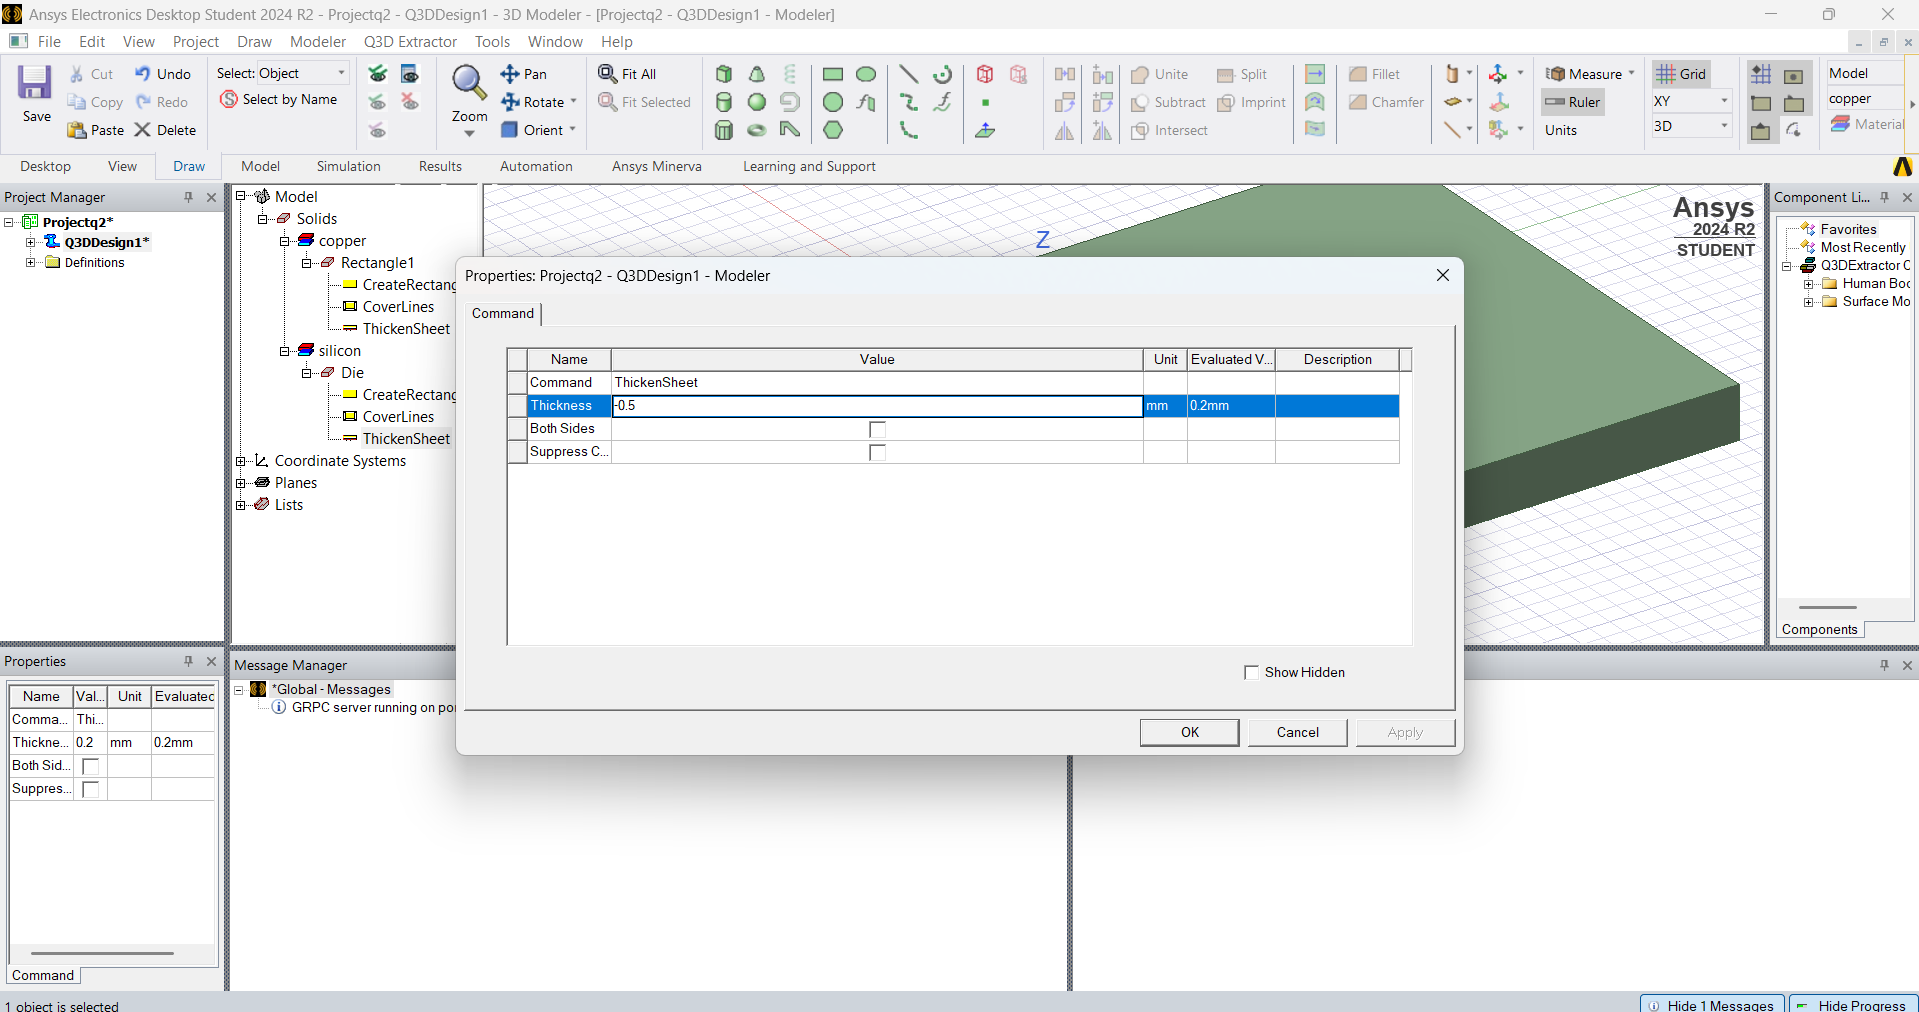 Ansys Electronics Desktop Student 2024 R2 - Projectq2 - Q3DDesign1 - 3D Modeler - [Projectq2 - Q3DDesign1 - Modeler]
File Edit View Project Draw Modeler Q3D Extractor Tools Window Help
Save
Cut
Copy
Paste
Undo
Redo
Delete
Select: Object
Select by Name
Zoom
Pan
Rotate
Orient
Fit All
Fit Selected
Unite
Subtract
Intersect
Split
Imprint
Fillet
Chamfer
Measure
Ruler
Units
Grid
XY
3D
Model
copper
Material
Desktop View Draw Model Simulation Results Automation Ansys Minerva Learning and Support
Project Manager
Projectq2*
Q3DDesign1*
Definitions
Model
Solids
copper
Rectangle1
CreateRectang
CoverLines
ThickenSheet
silicon
Die
CreateRectang
CoverLines
ThickenSheet
Coordinate Systems
Planes
Lists
Z
Ansys
2024 R2
STUDENT
Component Li...
Favorites
Most Recently
Q3DExtractor C
Human Boc
Surface Mo
Components
Properties: Projectq2 - Q3DDesign1 - Modeler
Command
Name Value Unit Evaluated V... Description
Command ThickenSheet
Thickness -0.5 mm 0.2mm
Both Sides
Suppress C...
Show Hidden
OK Cancel Apply
Properties
Name Val... Unit Evaluated
Comma... Thi...
Thickne... 0.2 mm 0.2mm
Both Sid...
Suppres...
Command
Message Manager
*Global - Messages
GRPC server running on por
1 object is selected
Hide 1 Messages Hide Progress